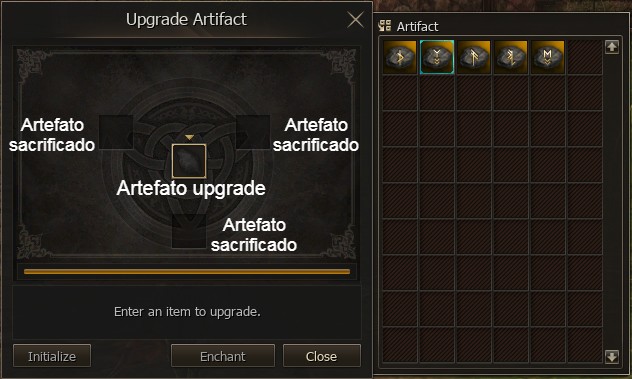 Upgrade Artifact
Artifact
Artefato
sacrificado
Artefato
sacrificado
Artefato upgrade
Artefato
sacrificado
Enter an item to upgrade.
Initialize
Enchant
Close